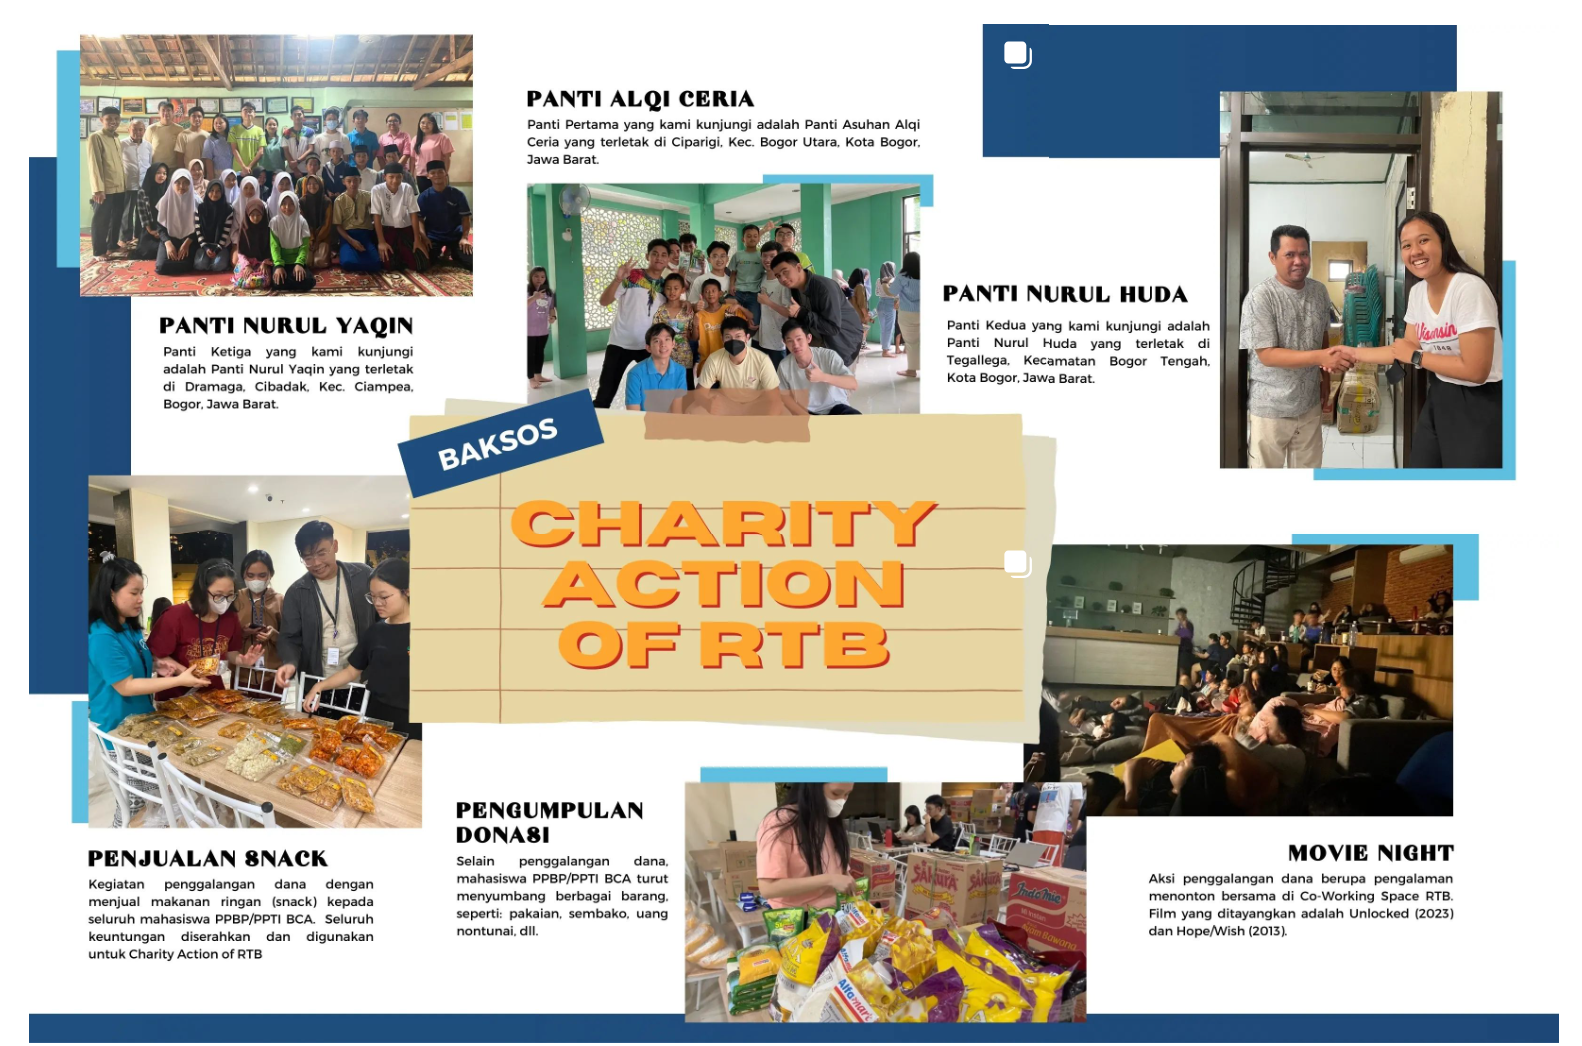 PANTI ALQI CERIA
Panti Pertama yang kami kunjungi adalah Panti Asuhan Alqi
Ceria yang terletak di Ciparigi, Kec. Bogor Utara, Kota Bogor,
Jawa Barat.
PANTI NURUL HUDA
Panti Kedua yang kami kunjungi adalah
Panti Nurul Huda yang terletak di
Tegallega, Kecamatan Bogor Tengah,
Kota Bogor, Jawa Barat.
PANTI NURUL YAQIN
Panti Ketiga yang kami kunjungi
adalah Panti Nurul Yaqin yang terletak
di Dramaga, Cibadak, Kec. Ciampea,
Bogor, Jawa Barat.
BAKSOS
CHARITY
ACTION
OF RTB
PENJUALAN SNACK
Kegiatan penggalangan dana dengan
menjual makanan ringan (snack) kepada
seluruh mahasiswa PPBP/PPTI BCA. Seluruh
keuntungan diserahkan dan digunakan
untuk Charity Action of RTB
PENGUMPULAN
DONASI
Selain penggalangan dana,
mahasiswa PPBP/PPTI BCA turut
menyumbang berbagai barang,
seperti: pakaian, sembako, uang
nontunai, dll.
MOVIE NIGHT
Aksi penggalangan dana berupa pengalaman
menonton bersama di Co-Working Space RTB.
Film yang ditayangkan adalah Unlocked (2023)
dan Hope/Wish (2013).
Wisconsin
SAKURA
SAKURA
Indomie
Ayam Bawang
Alfamart